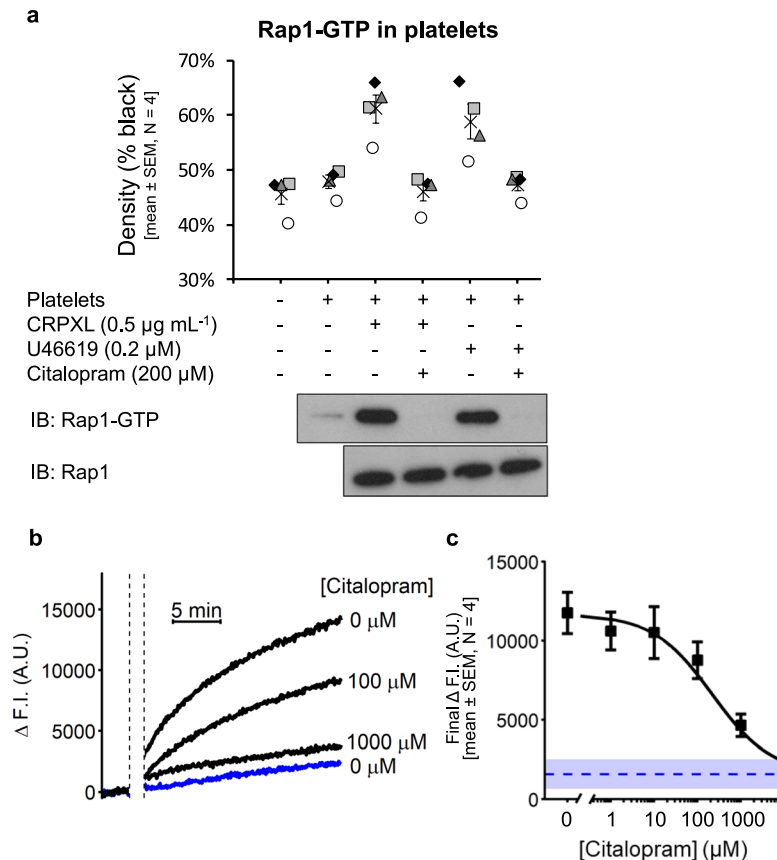 a
Rap1-GTP in platelets
Density (% black)
[mean ± SEM, N = 4]
70%
60%
50%
40%
30%
Platelets - + + + + +
CRPXL (0.5 µg mL⁻¹) - - + + - -
U46619 (0.2 µM) - - - - + +
Citalopram (200 µM) - - - + - +
IB: Rap1-GTP
IB: Rap1
b
Δ F.I. (A.U.)
15000
10000
5000
0
5 min
[Citalopram]
0 µM
100 µM
1000 µM
0 µM
c
Final Δ F.I. (A.U.)
[mean ± SEM, N = 4]
15000
10000
5000
0
0 1 10 100 1000
[Citalopram] (µM)